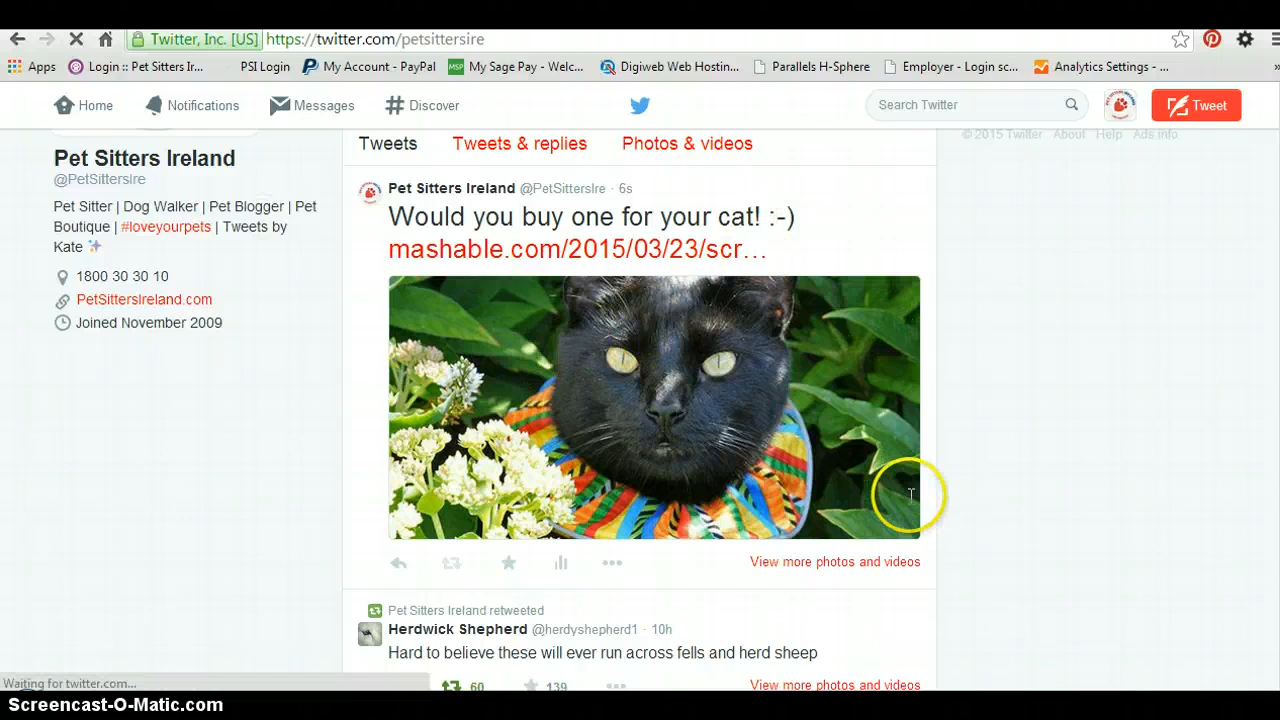 Twitter, Inc. [US] https://twitter.com/petsittersire
Apps Login :: Pet Sitters Ir... PSI Login My Account - PayPal MSP My Sage Pay - Welc... Digiweb Web Hostin... Parallels H-Sphere Employer - Login sc... Analytics Settings - ... »
Home Notifications Messages Discover Search Twitter Tweet
© 2015 Twitter About Help Ads info
Tweets Tweets & replies Photos & videos
Pet Sitters Ireland
@PetSittersIre
Pet Sitter | Dog Walker | Pet Blogger | Pet
Boutique | #loveyourpets | Tweets by
Kate
1800 30 30 10
PetSittersIreland.com
Joined November 2009
Pet Sitters Ireland @PetSittersIre · 6s
Would you buy one for your cat! :-)
mashable.com/2015/03/23/scr…
View more photos and videos
Pet Sitters Ireland retweeted
Herdwick Shepherd @herdyshepherd1 · 10h
Hard to believe these will ever run across fells and herd sheep
60 139 View more photos and videos
Waiting for twitter.com...
Screencast-O-Matic.com